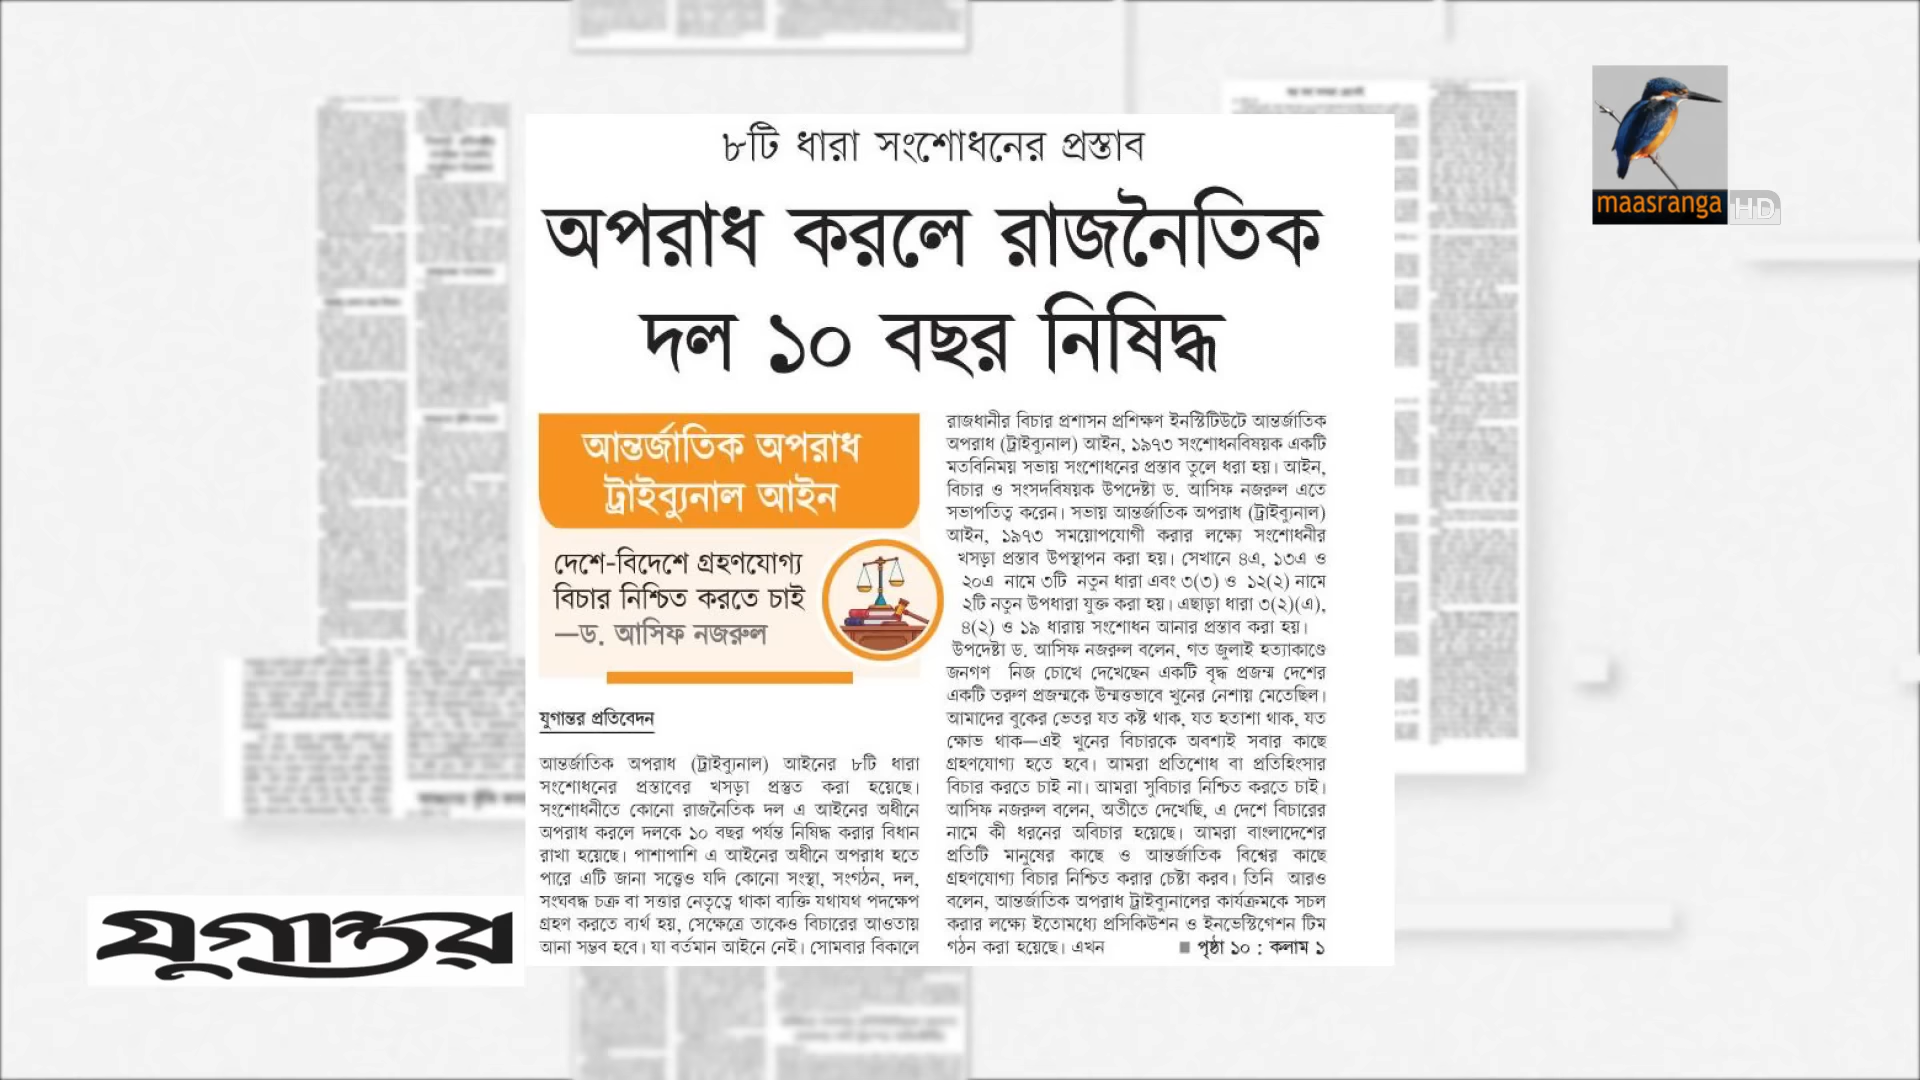 ৮টি ধারা সংশোধনের প্রস্তাব
অপরাধ করলে রাজনৈতিক
দল ১০ বছর নিষিদ্ধ
আন্তর্জাতিক অপরাধ
ট্রাইব্যুনাল আইন
দেশে-বিদেশে গ্রহণযোগ্য
বিচার নিশ্চিত করতে চাই
—ড. আসিফ নজরুল
যুগান্তর প্রতিবেদন
আন্তর্জাতিক অপরাধ (ট্রাইব্যুনাল) আইনের ৮টি ধারা
সংশোধনের প্রস্তাবের খসড়া প্রস্তুত করা হয়েছে।
সংশোধনীতে কোনো রাজনৈতিক দল এ আইনের অধীনে
অপরাধ করলে দলকে ১০ বছর পর্যন্ত নিষিদ্ধ করার বিধান
রাখা হয়েছে। পাশাপাশি এ আইনের অধীনে অপরাধ হতে
পারে এটি জানা সত্ত্বেও যদি কোনো সংস্থা, সংগঠন, দল,
সংঘবদ্ধ চক্র বা সত্তার নেতৃত্বে থাকা ব্যক্তি যথাযথ পদক্ষেপ
গ্রহণ করতে ব্যর্থ হয়, সেক্ষেত্রে তাকেও বিচারের আওতায়
আনা সম্ভব হবে। যা বর্তমান আইনে নেই। সোমবার বিকালে
রাজধানীর বিচার প্রশাসন প্রশিক্ষণ ইনস্টিটিউটে আন্তর্জাতিক
অপরাধ (ট্রাইব্যুনাল) আইন, ১৯৭৩ সংশোধনবিষয়ক একটি
মতবিনিময় সভায় সংশোধনের প্রস্তাব তুলে ধরা হয়। আইন,
বিচার ও সংসদবিষয়ক উপদেষ্টা ড. আসিফ নজরুল এতে
সভাপতিত্ব করেন। সভায় আন্তর্জাতিক অপরাধ (ট্রাইব্যুনাল)
আইন, ১৯৭৩ সময়োপযোগী করার লক্ষ্যে সংশোধনীর
খসড়া প্রস্তাব উপস্থাপন করা হয়। সেখানে ৪এ, ১৩এ ও
২০এ নামে ৩টি নতুন ধারা এবং ৩(৩) ও ১২(২) নামে
২টি নতুন উপধারা যুক্ত করা হয়। এছাড়া ধারা ৩(২)(এ),
৪(২) ও ১৯ ধারায় সংশোধন আনার প্রস্তাব করা হয়।
উপদেষ্টা ড. আসিফ নজরুল বলেন, গত জুলাই হত্যাকাণ্ডে
জনগণ নিজ চোখে দেখেছেন একটি বৃদ্ধ প্রজন্ম দেশের
একটি তরুণ প্রজন্মকে উন্মত্তভাবে খুনের নেশায় মেতেছিল।
আমাদের বুকের ভেতর যত কষ্ট থাক, যত হতাশা থাক, যত
ক্ষোভ থাক—এই খুনের বিচারকে অবশ্যই সবার কাছে
গ্রহণযোগ্য হতে হবে। আমরা প্রতিশোধ বা প্রতিহিংসার
বিচার করতে চাই না। আমরা সুবিচার নিশ্চিত করতে চাই।
আসিফ নজরুল বলেন, অতীতে দেখেছি, এ দেশে বিচারের
নামে কী ধরনের অবিচার হয়েছে। আমরা বাংলাদেশের
প্রতিটি মানুষের কাছে ও আন্তর্জাতিক বিশ্বের কাছে
গ্রহণযোগ্য বিচার নিশ্চিত করার চেষ্টা করব। তিনি আরও
বলেন, আন্তর্জাতিক অপরাধ ট্রাইব্যুনালের কার্যক্রমকে সচল
করার লক্ষ্যে ইতোমধ্যে প্রসিকিউশন ও ইনভেস্টিগেশন টিম
গঠন করা হয়েছে। এখন ■ পৃষ্ঠা ১০ : কলাম ১
যুগান্তর
maasranga HD